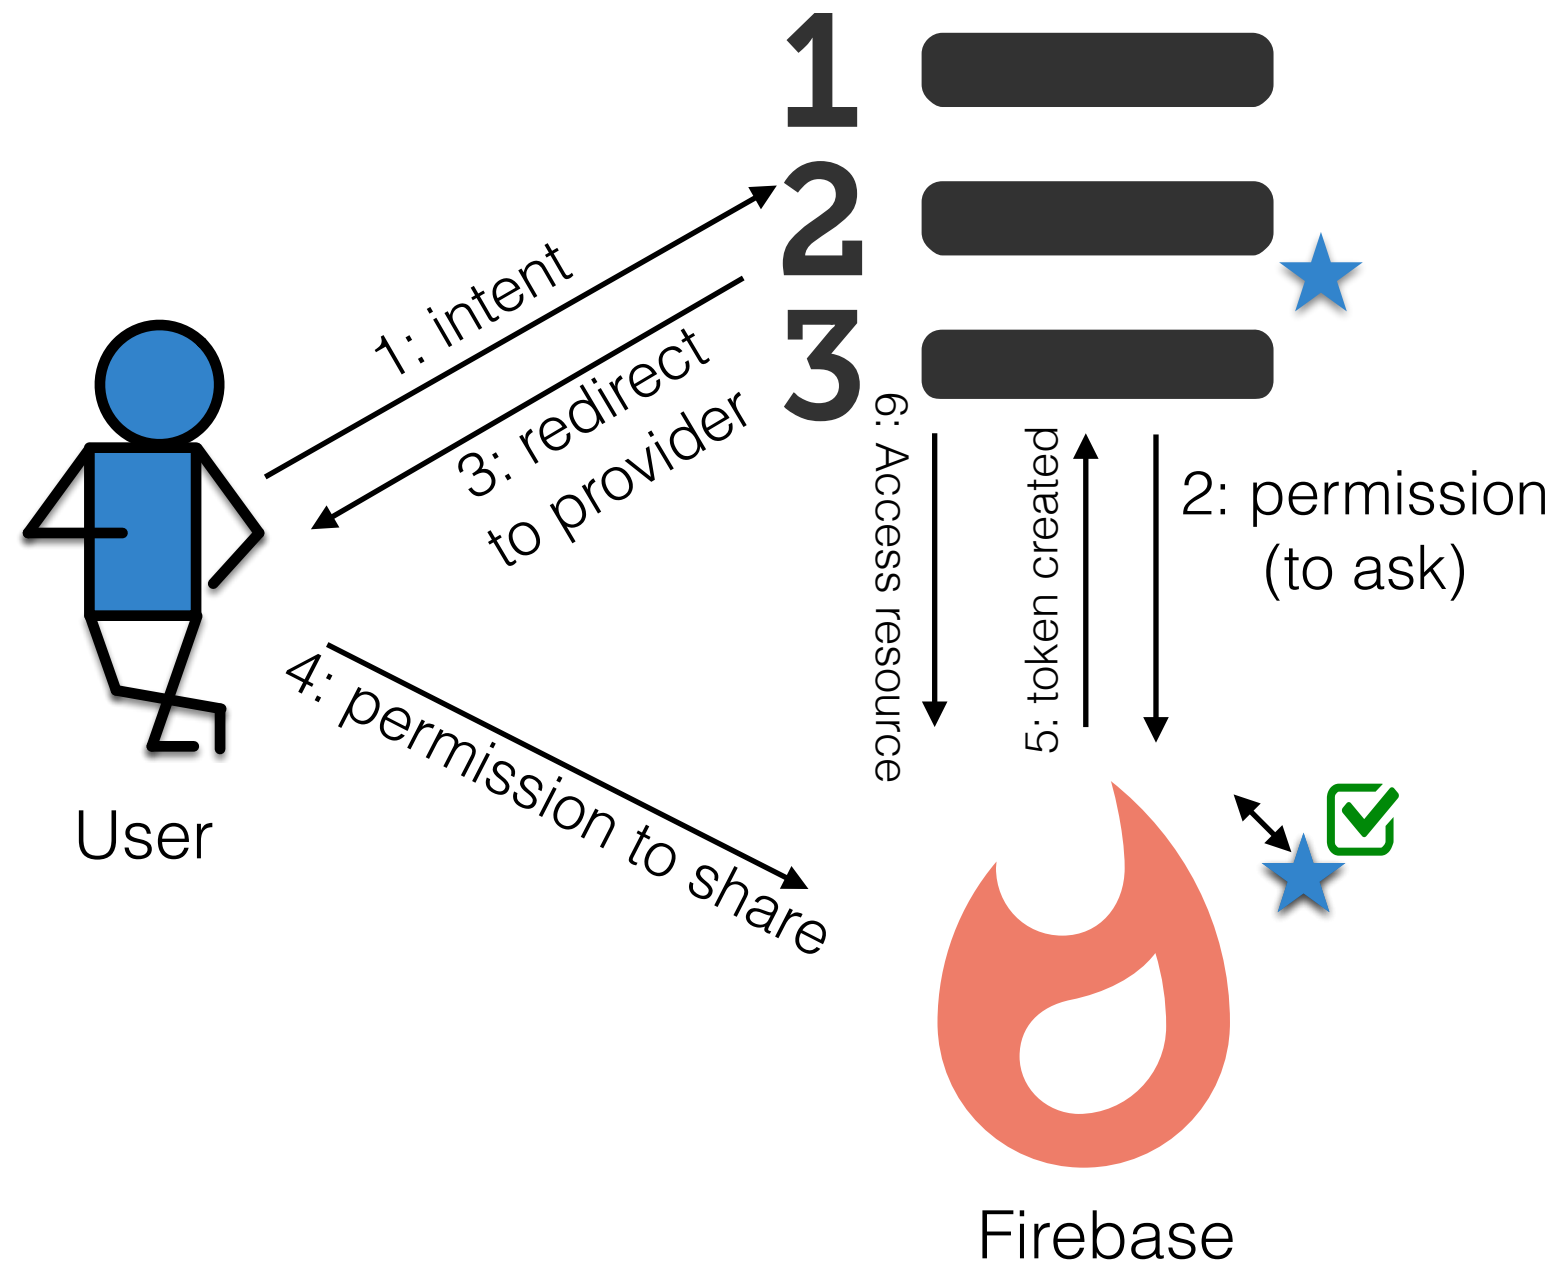 1
2
3
1: intent
3: redirect
to provider
6: Access resource
5: token created
2: permission
(to ask)
4: permission to share
User
Firebase